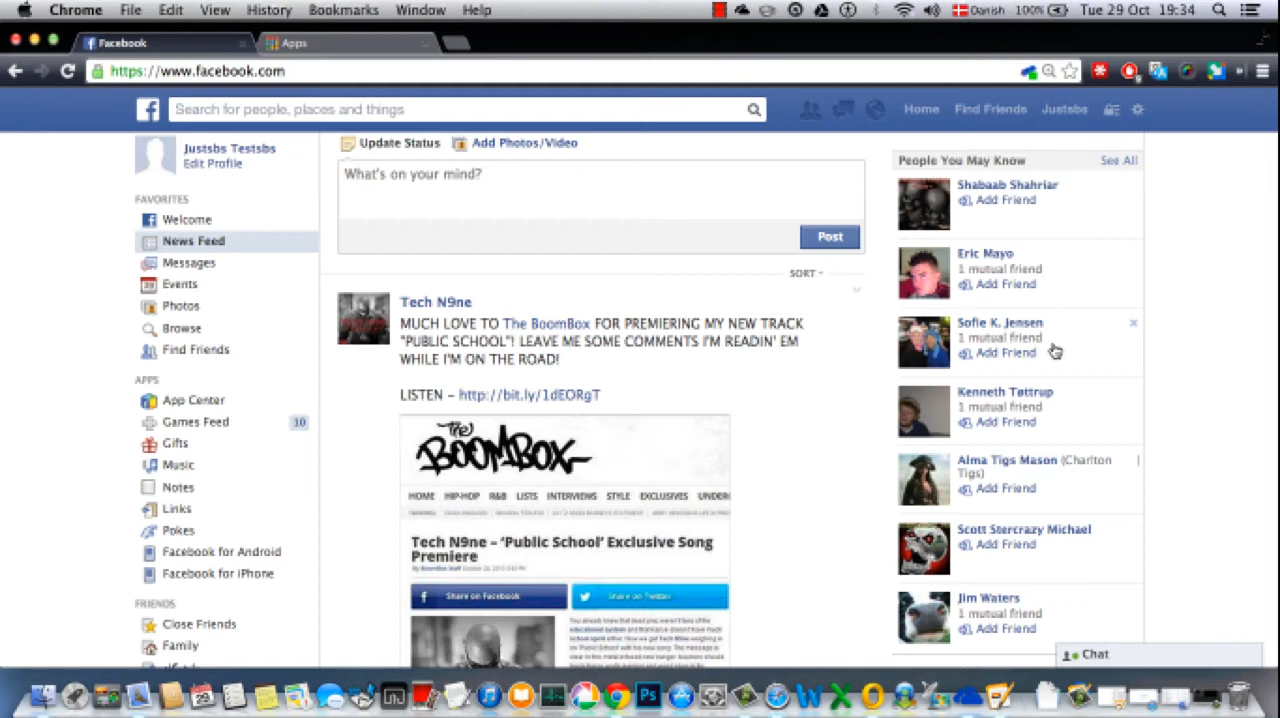 Chrome File Edit View History Bookmarks Window Help Danish 100% Tue 29 Oct 19:34
Facebook Apps
https://www.facebook.com
Search for people, places and things Home Find Friends Justsbs
Justsbs Testsbs
Edit Profile
FAVORITES
Welcome
News Feed
Messages
Events
Photos
Browse
Find Friends
APPS
App Center
Games Feed 10
Gifts
Music
Notes
Links
Pokes
Facebook for Android
Facebook for iPhone
FRIENDS
Close Friends
Family
Update Status Add Photos/Video
What's on your mind?
Post
SORT
Tech N9ne
MUCH LOVE TO The BoomBox FOR PREMIERING MY NEW TRACK
"PUBLIC SCHOOL"! LEAVE ME SOME COMMENTS I'M READIN' EM
WHILE I'M ON THE ROAD!
LISTEN – http://bit.ly/1dEORgT
THE BOOMBOX
HOME HIP-HOP R&B LISTS INTERVIEWS STYLE EXCLUSIVES UNDER
Tech N9ne – 'Public School' Exclusive Song
Premiere
Share on Facebook Share on Twitter
People You May Know See All
Shabaab Shahriar
Add Friend
Eric Mayo
1 mutual friend
Add Friend
Sofie K. Jensen
1 mutual friend
Add Friend
Kenneth Tøttrup
1 mutual friend
Add Friend
Alma Tigs Mason (Charlton
Tigs)
Add Friend
Scott Stercrazy Michael
Add Friend
Jim Waters
1 mutual friend
Add Friend
Chat